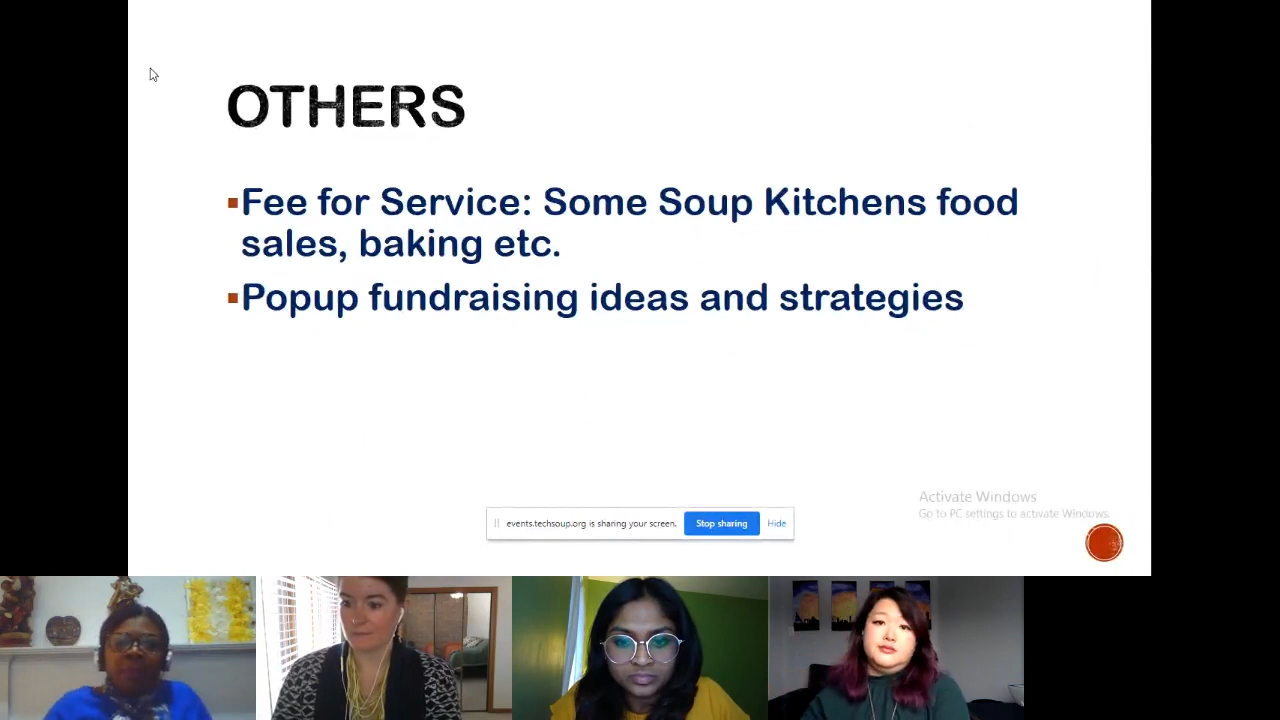 OTHERS
▪Fee for Service: Some Soup Kitchens food
sales, baking etc.
▪Popup fundraising ideas and strategies
Activate Windows
Go to PC settings to activate Windows.
events.techsoup.org is sharing your screen. Stop sharing Hide